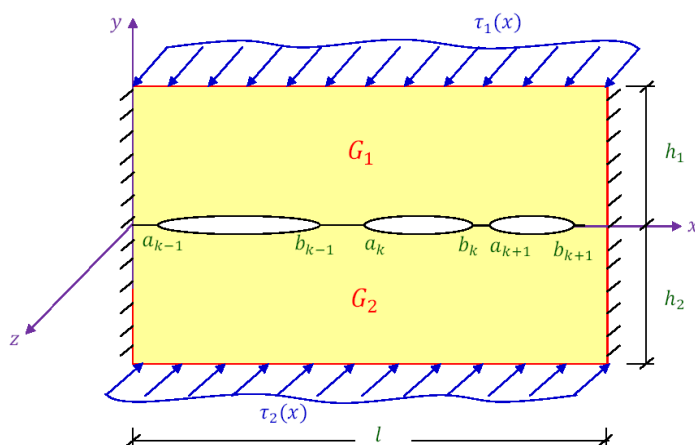 y
τ₁(x)
G₁
h₁
x
aₖ₋₁ bₖ₋₁ aₖ bₖ aₖ₊₁ bₖ₊₁
G₂
h₂
z
τ₂(x)
l